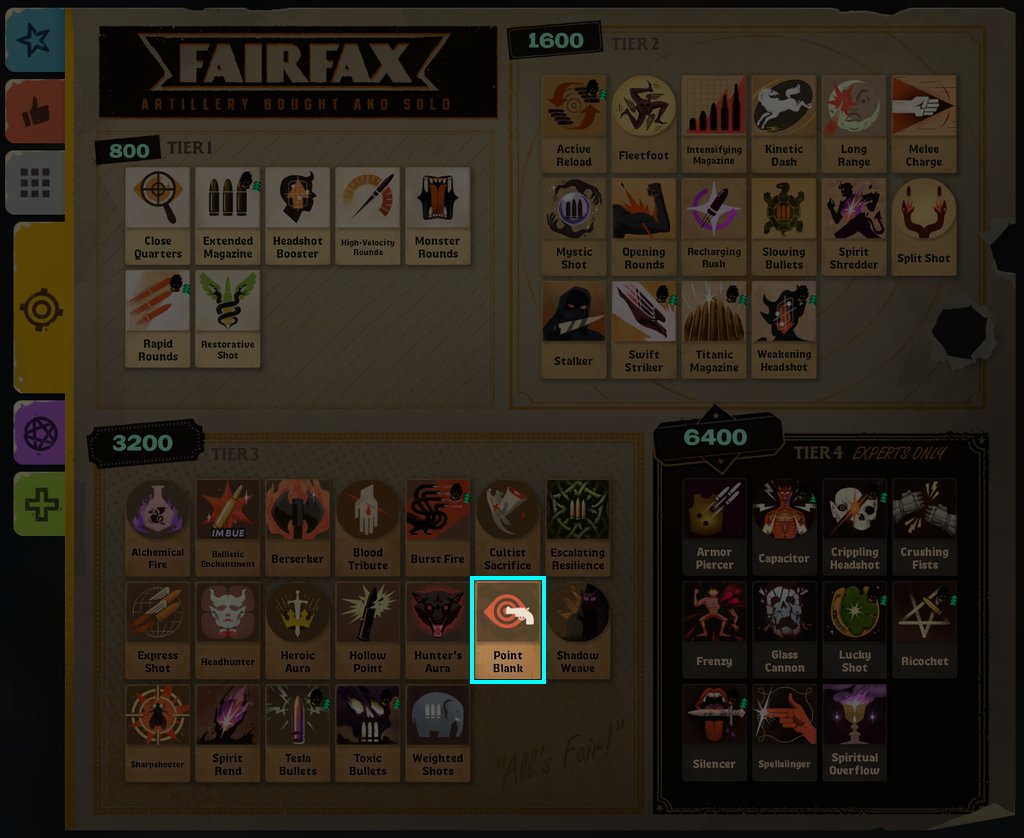 FAIRFAX
ARTILLERY BOUGHT AND SOLD
800 TIER 1
Close Quarters
Extended Magazine
Headshot Booster
High-Velocity Rounds
Monster Rounds
Rapid Rounds
Restorative Shot
1600 TIER 2
Active Reload
Fleetfoot
Intensifying Magazine
Kinetic Dash
Long Range
Melee Charge
Mystic Shot
Opening Rounds
Recharging Rush
Slowing Bullets
Spirit Shredder
Split Shot
Stalker
Swift Striker
Titanic Magazine
Weakening Headshot
3200 TIER 3
Alchemical Fire
IMBUE
Ballistic Enchantment
Berserker
Blood Tribute
Burst Fire
Cultist Sacrifice
Escalating Resilience
Express Shot
Headhunter
Heroic Aura
Hollow Point
Hunter's Aura
Point Blank
Shadow Weave
Sharpshooter
Spirit Rend
Tesla Bullets
Toxic Bullets
Weighted Shots
"All's Fair!"
6400 TIER 4 EXPERTS ONLY
Armor Piercer
Capacitor
Crippling Headshot
Crushing Fists
Frenzy
Glass Cannon
Lucky Shot
Ricochet
Silencer
Spellslinger
Spiritual Overflow